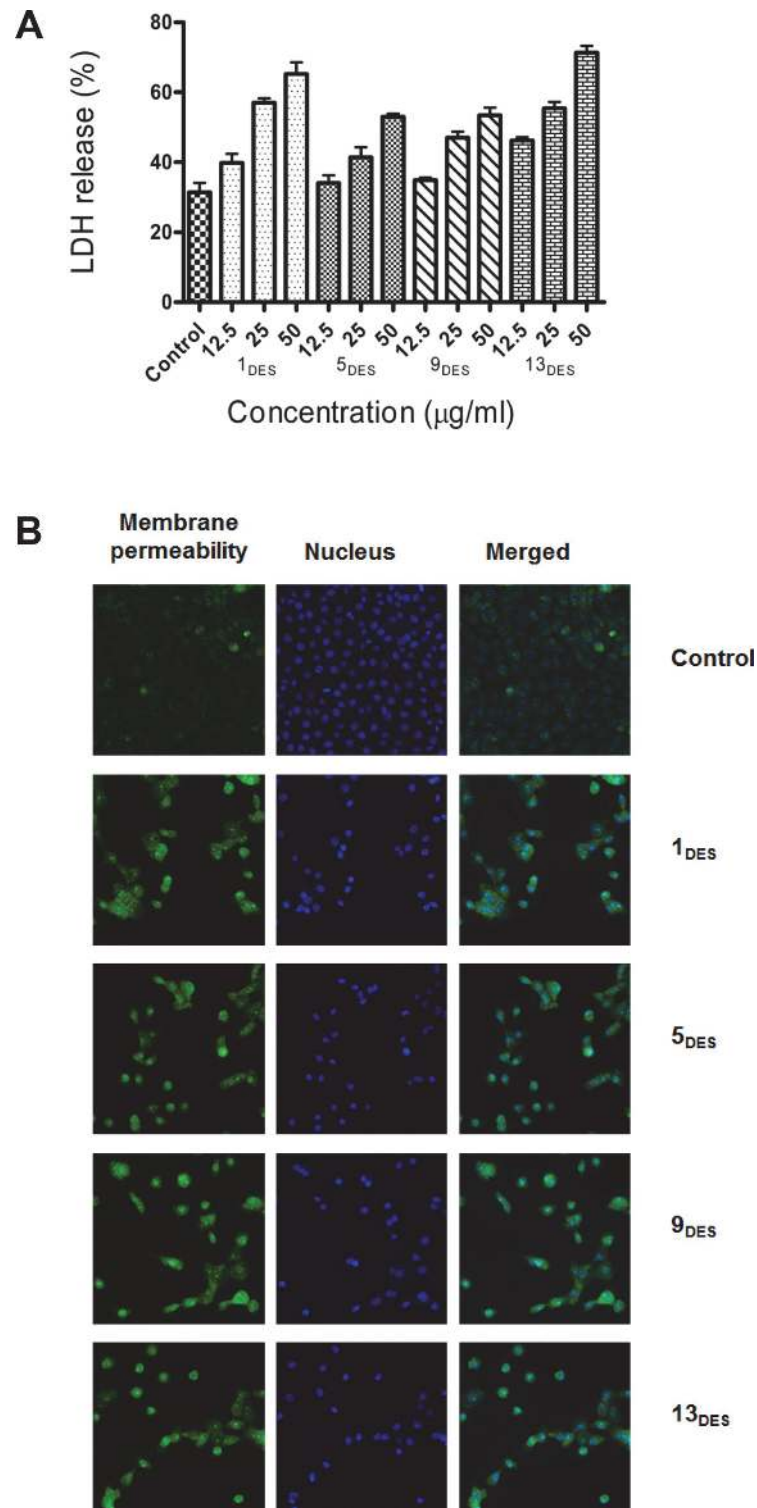 A
LDH release (%)
80
60
40
20
0
Control 12.5 25 50 12.5 25 50 12.5 25 50 12.5 25 50
1DES 5DES 9DES 13DES
Concentration (μg/ml)
B
Membrane
permeability
Nucleus
Merged
Control
1DES
5DES
9DES
13DES